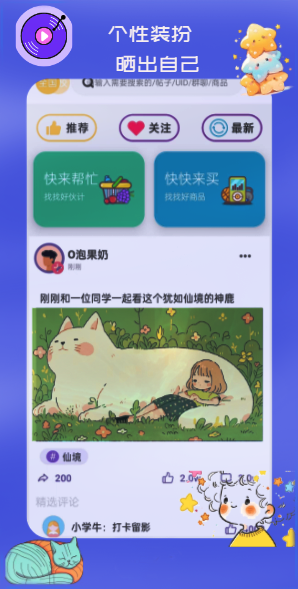 个性装扮
晒出自己
输入需要搜索的/帖子/UID/群聊/商品
推荐
关注
最新
快来帮忙
找找好伙计
快快来买
找找好商品
O泡果奶
刚刚
刚刚和一位同学一起看这个犹如仙境的神鹿
# 仙境
200
精选评论
小学牛：打卡留影